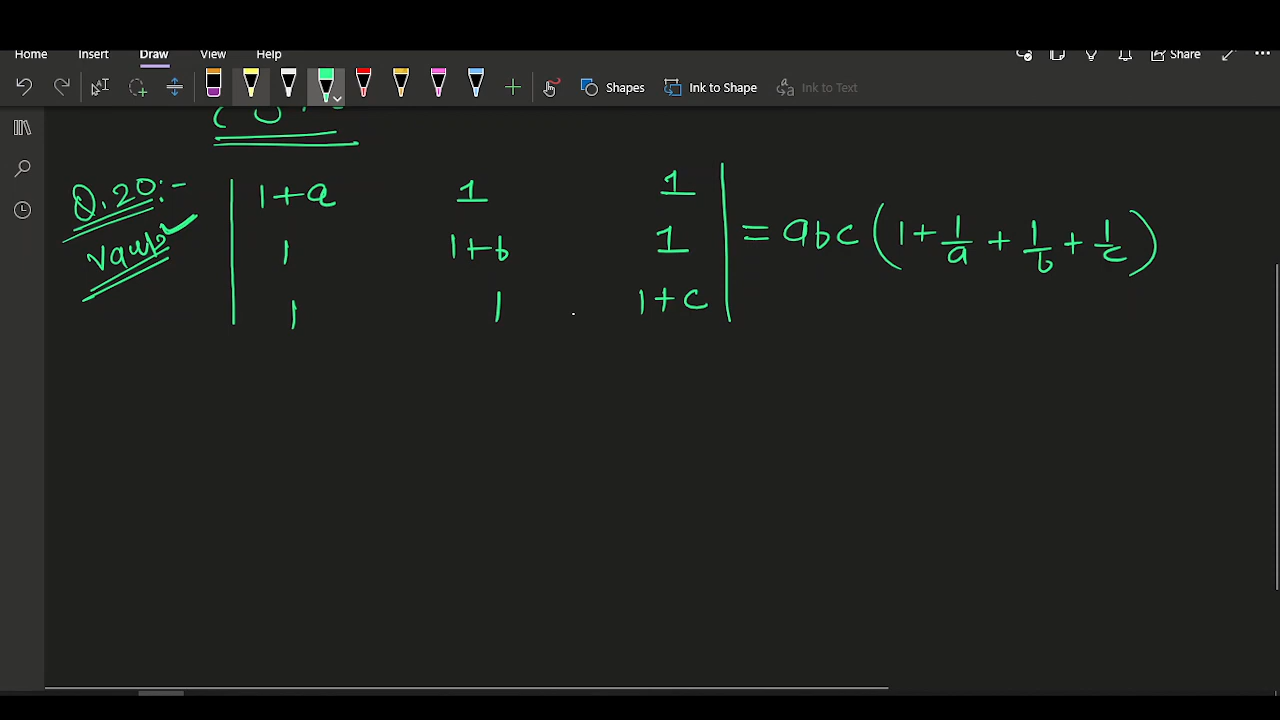 Home Insert Draw View Help Share
Shapes Ink to Shape Ink to Text
Q.20:- | 1+a 1 1 |
| 1 1+b 1 | = abc (1 + 1/a + 1/b + 1/c)
| 1 1 1+c |